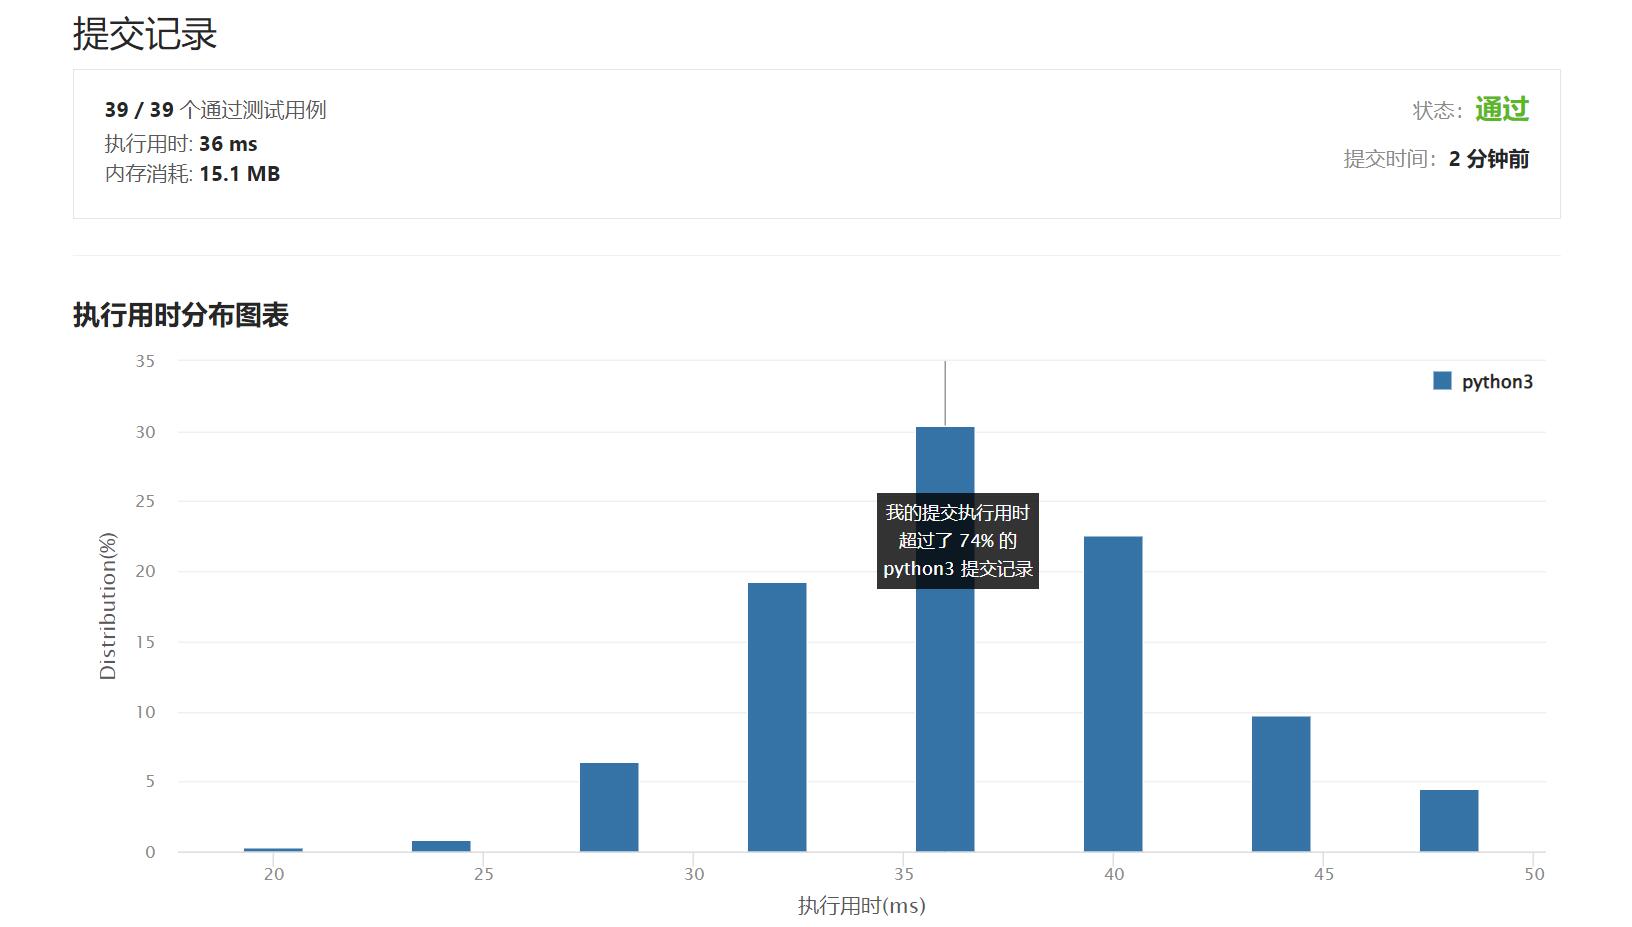 提交记录
39 / 39 个通过测试用例
状态：通过
执行用时: 36 ms
提交时间：2 分钟前
内存消耗: 15.1 MB
执行用时分布图表
35
python3
30
25
我的提交执行用时
超过了 74% 的
python3 提交记录
20
Distribution(%)
15
10
5
0
20 25 30 35 40 45 50
执行用时(ms)